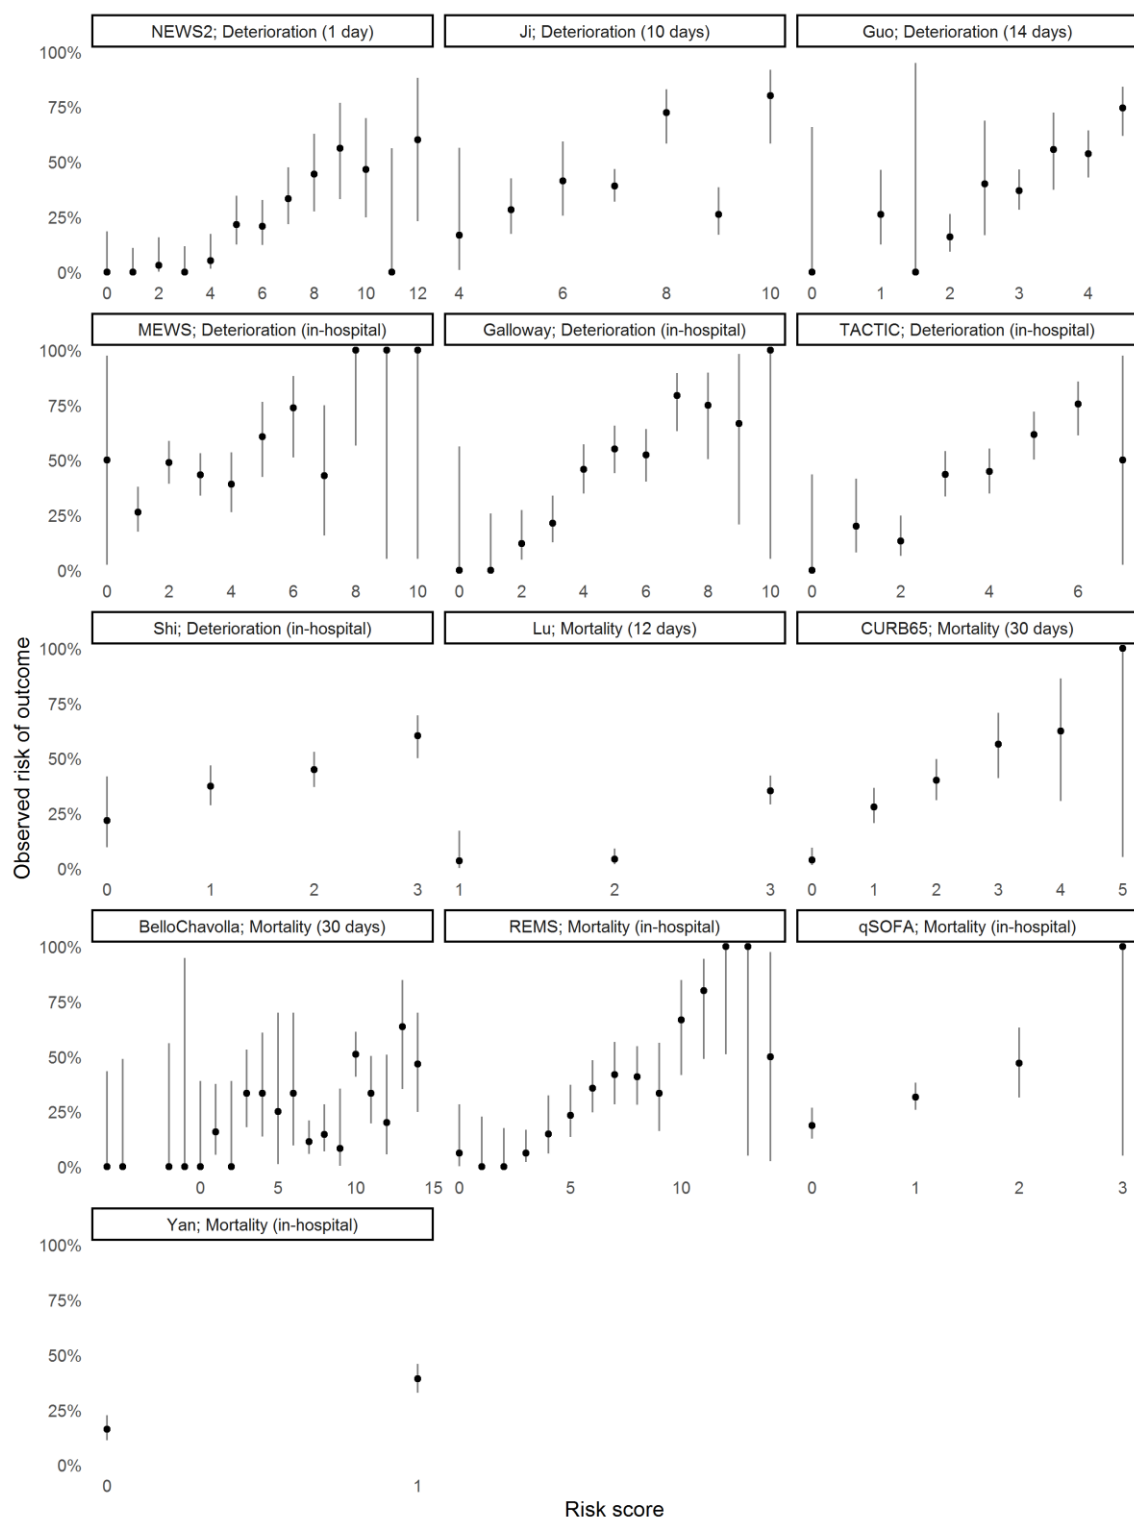 NEWS2; Deterioration (1 day) Ji; Deterioration (10 days) Guo; Deterioration (14 days)
100%
75%
50%
25%
0%
0 2 4 6 8 10 12 4 6 8 10 0 1 2 3 4
MEWS; Deterioration (in-hospital) Galloway; Deterioration (in-hospital) TACTIC; Deterioration (in-hospital)
100%
75%
50%
25%
0%
0 2 4 6 8 10 0 2 4 6 8 10 0 2 4 6
Shi; Deterioration (in-hospital) Lu; Mortality (12 days) CURB65; Mortality (30 days)
100%
75%
50%
25%
0%
0 1 2 3 1 2 3 0 1 2 3 4 5
Observed risk of outcome
BelloChavolla; Mortality (30 days) REMS; Mortality (in-hospital) qSOFA; Mortality (in-hospital)
100%
75%
50%
25%
0%
0 5 10 15 0 5 10 0 1 2 3
Yan; Mortality (in-hospital)
100%
75%
50%
25%
0%
0 1
Risk score